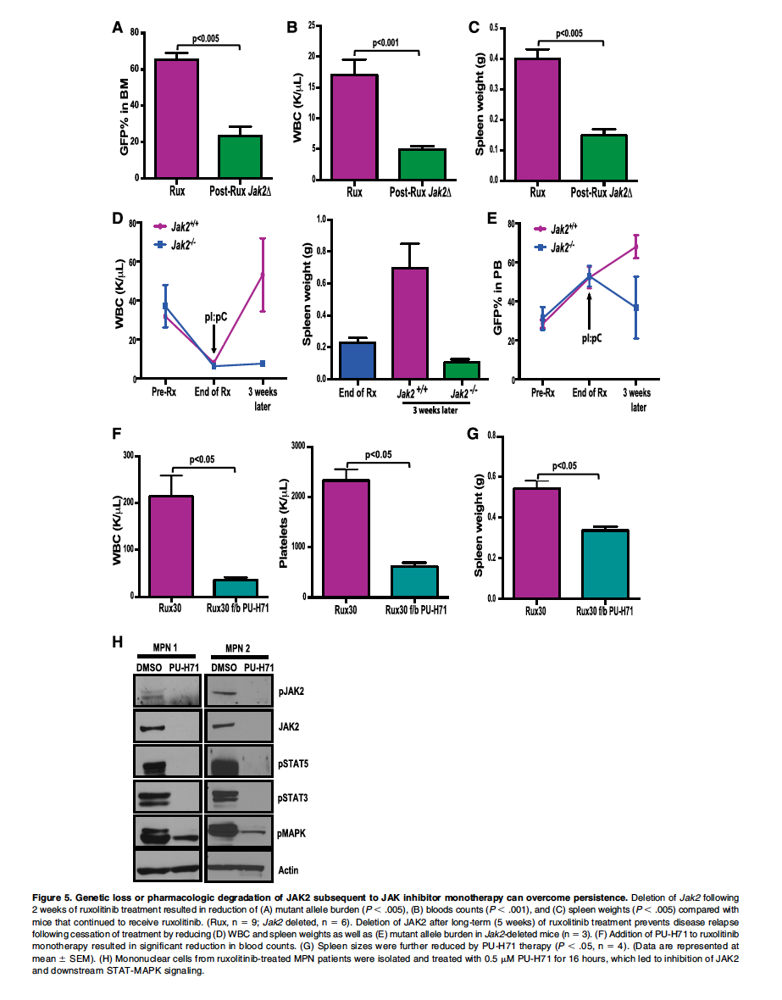 A
80
60
40
20
0
GFP% in BM
p<0.005
Rux
Post-Rux Jak2Δ
B
25
20
15
10
5
0
WBC (K/µL)
p<0.001
Rux
Post-Rux Jak2Δ
C
0.5
0.4
0.3
0.2
0.1
0.0
Spleen weight (g)
p<0.005
Rux
Post-Rux Jak2Δ
D
80
60
40
20
0
WBC (K/µL)
Jak2+/+
Jak2-/-
pI:pC
Pre-Rx
End of Rx
3 weeks
later
1.0
0.8
0.6
0.4
0.2
0.0
Spleen weight (g)
End of Rx
Jak2 +/+
Jak2 -/-
3 weeks later
E
80
60
40
20
0
GFP% in PB
Jak2+/+
Jak2-/-
pI:pC
Pre-Rx
End of Rx
3 weeks
later
F
300
200
100
0
WBC (K/µL)
p<0.05
Rux30
Rux30 f/b PU-H71
3000
2000
1000
0
Platelets (K/µL)
p<0.05
Rux30
Rux30 f/b PU-H71
G
0.8
0.6
0.4
0.2
0.0
Spleen weight (g)
p<0.05
Rux30
Rux30 f/b PU-H71
H
MPN 1
MPN 2
DMSO PU-H71
DMSO PU-H71
pJAK2
JAK2
pSTAT5
pSTAT3
pMAPK
Actin
Figure 5. Genetic loss or pharmacologic degradation of JAK2 subsequent to JAK inhibitor monotherapy can overcome persistence. Deletion of Jak2 following
2 weeks of ruxolitinib treatment resulted in reduction of (A) mutant allele burden (P < .005), (B) bloods counts (P < .001), and (C) spleen weights (P < .005) compared with
mice that continued to receive ruxolitinib. (Rux, n = 9; Jak2 deleted, n = 6). Deletion of JAK2 after long-term (5 weeks) of ruxolitinib treatment prevents disease relapse
following cessation of treatment by reducing (D) WBC and spleen weights as well as (E) mutant allele burden in Jak2-deleted mice (n = 3). (F) Addition of PU-H71 to ruxolitinib
monotherapy resulted in significant reduction in blood counts. (G) Spleen sizes were further reduced by PU-H71 therapy (P < .05, n = 4). (Data are represented at
mean ± SEM). (H) Mononuclear cells from ruxolitinib-treated MPN patients were isolated and treated with 0.5 µM PU-H71 for 16 hours, which led to inhibition of JAK2
and downstream STAT-MAPK signaling.